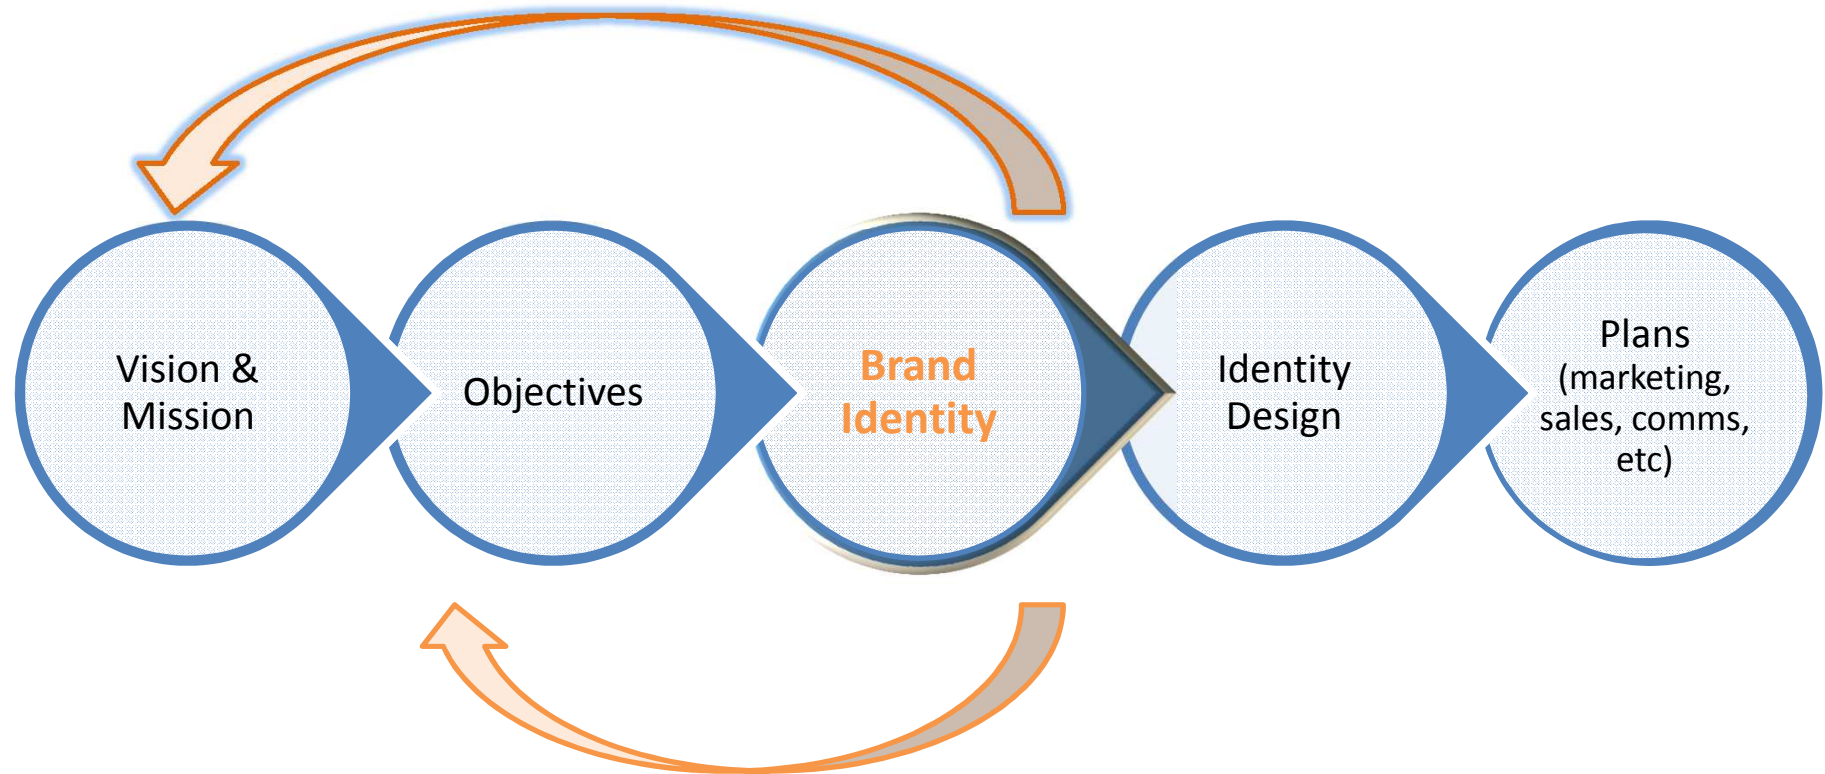 Vision &
Mission
Objectives
Brand
Identity
Identity
Design
Plans
(marketing,
sales, comms,
etc)